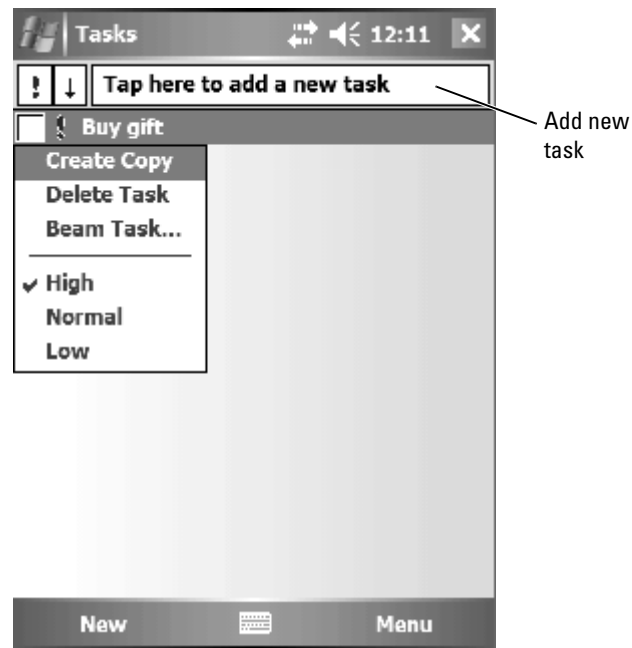 Tasks 12:11
! ↓ Tap here to add a new task
Buy gift
Create Copy
Delete Task
Beam Task...
High
Normal
Low
New Menu
Add new
task